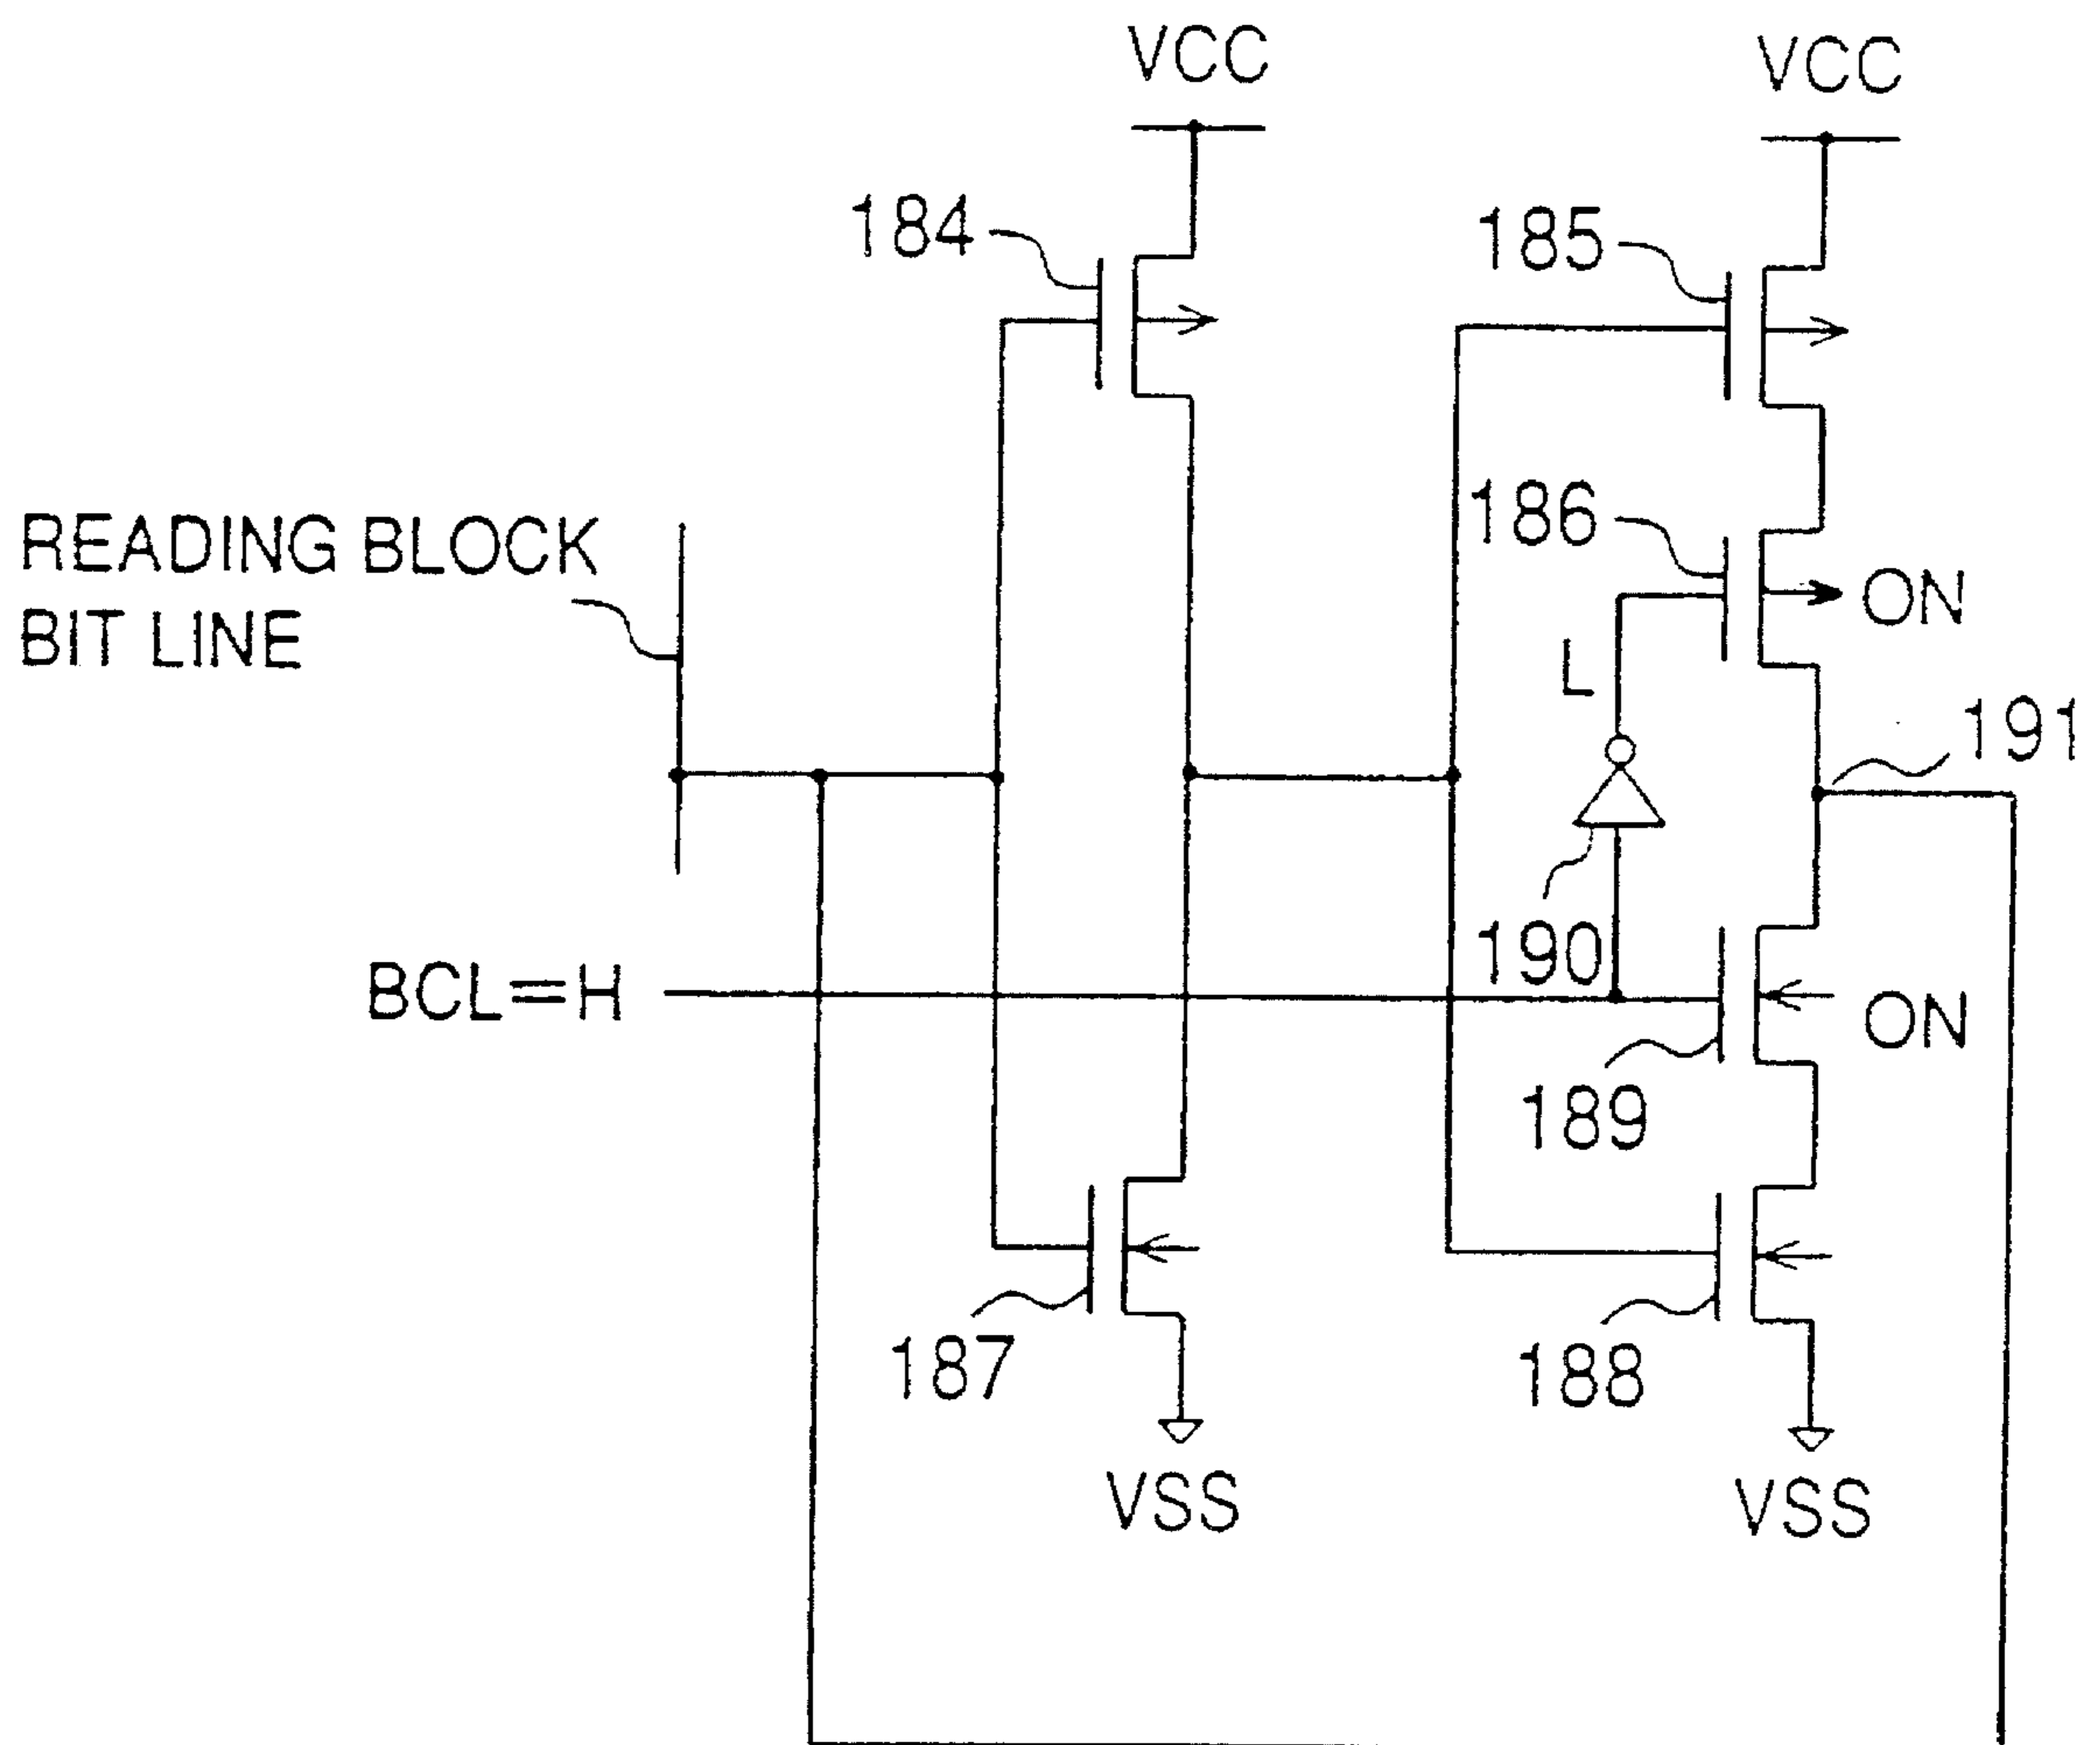 VCC
VCC
184
185
186
READING BLOCK
BIT LINE
ON
L
191
190
BCL=H
ON
189
187
188
VSS
VSS